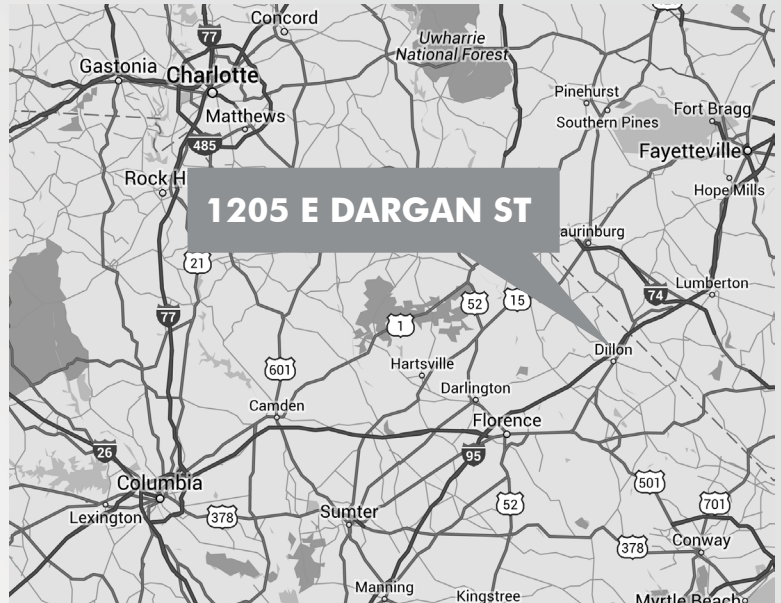 Concord
77
Uwharrie
National Forest
Gastonia
Charlotte
Pinehurst
Matthews
Southern Pines
Fort Bragg
485
Fayetteville
Rock H
Hope Mills
1205 E DARGAN ST
aurinburg
21
Lumberton
52
15
74
77
1
Dillon
601
Hartsville
Darlington
Camden
Florence
26
95
Columbia
501
52
701
Lexington
378
Sumter
378
Conway
Manning
Kingstree
Myrtle Beach